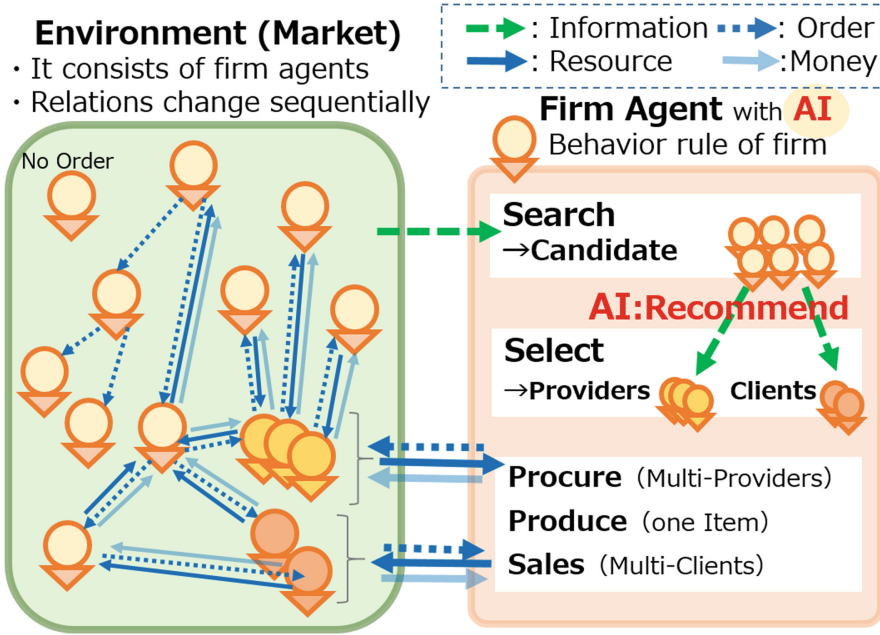 Environment (Market)
・It consists of firm agents
・Relations change sequentially
: Information
: Order
: Resource
:Money
No Order
Firm Agent with AI
Behavior rule of firm
Search
→Candidate
AI:Recommend
Select
→Providers
Clients
Procure （Multi-Providers）
Produce （one Item）
Sales （Multi-Clients）